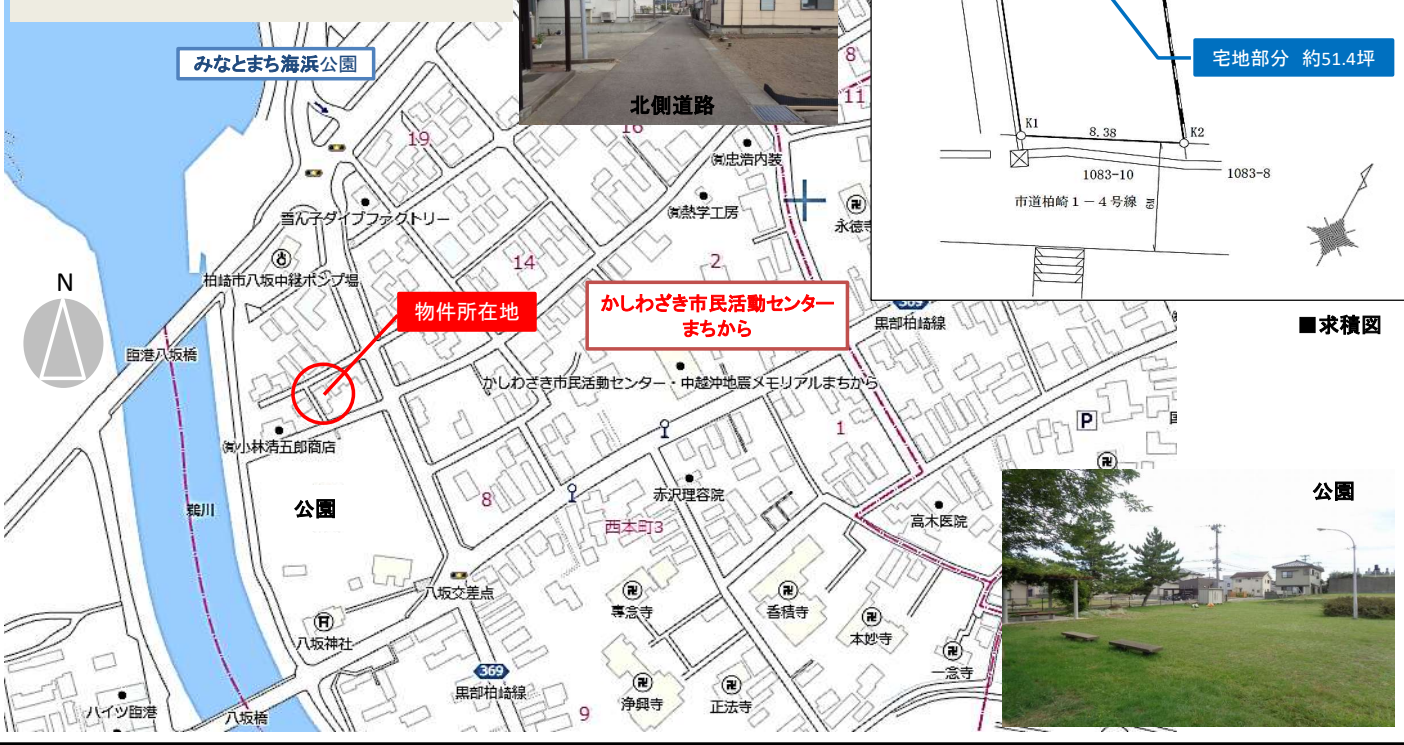 みなとまち海浜公園
北側道路
宅地部分 約51.4坪
K1
8.38
K2
1083-10
1083-8
市道柏崎1-4号線
■求積図
8
11
19
16
㈲忠浩内装
㈲熱学工房
永徳寺
雪ん子ダイブファクトリー
柏崎市八坂中継ポンプ場
14
2
N
物件所在地
かしわざき市民活動センター
まちから
369
黒部柏崎線
臨港八坂橋
かしわざき市民活動センター・中越沖地震メモリアルまちから
㈲小林清五郎商店
1
P
8
赤沢理容院
公園
鵜川
西本町3
高木医院
公園
八坂交差点
専念寺
香積寺
本妙寺
八坂神社
一念寺
369
黒部柏崎線
浄興寺
正法寺
9
ハイツ臨港
八坂橋